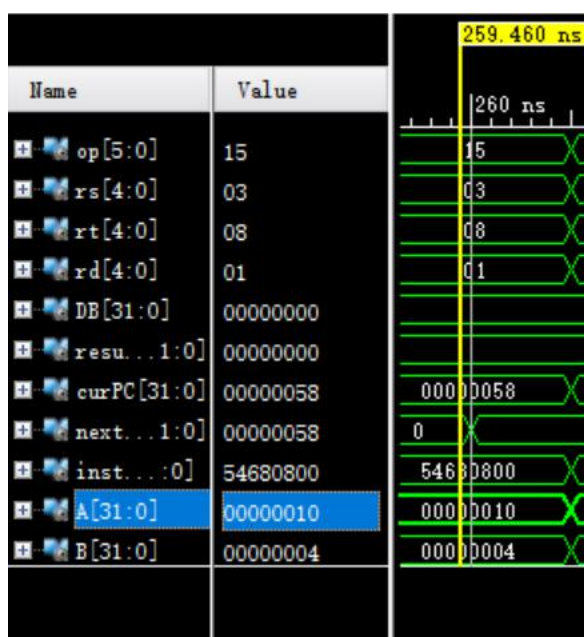 259.460 ns
Name Value 260 ns
op[5:0] 15 15
rs[4:0] 03 03
rt[4:0] 08 08
rd[4:0] 01 01
DB[31:0] 00000000
resu...1:0] 00000000
curPC[31:0] 00000058 00000058
next...1:0] 00000058 0
inst...:0] 54680800 54680800
A[31:0] 00000010 00000010
B[31:0] 00000004 00000004